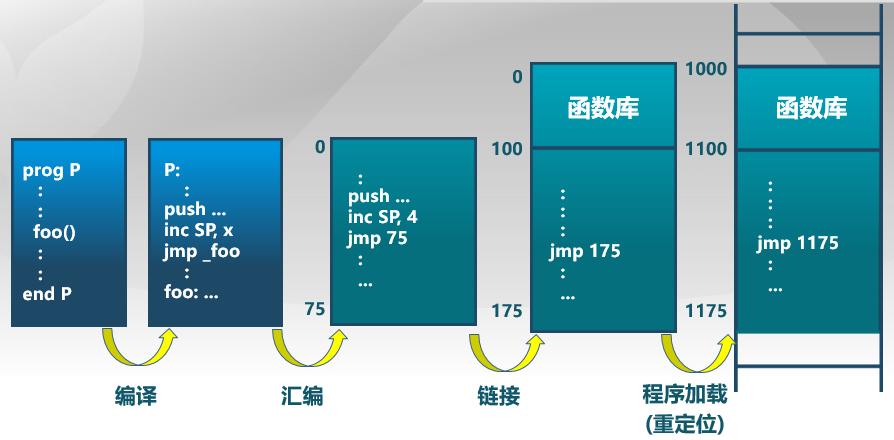 prog P
:
:
foo()
:
:
end P
P:
:
push ...
inc SP, x
jmp _foo
:
foo: ...
0
:
push ...
inc SP, 4
jmp 75
:
...
75
0
函数库
100
:
:
:
jmp 175
:
...
175
1000
函数库
1100
:
:
:
jmp 1175
:
...
1175
编译
汇编
链接
程序加载
(重定位)